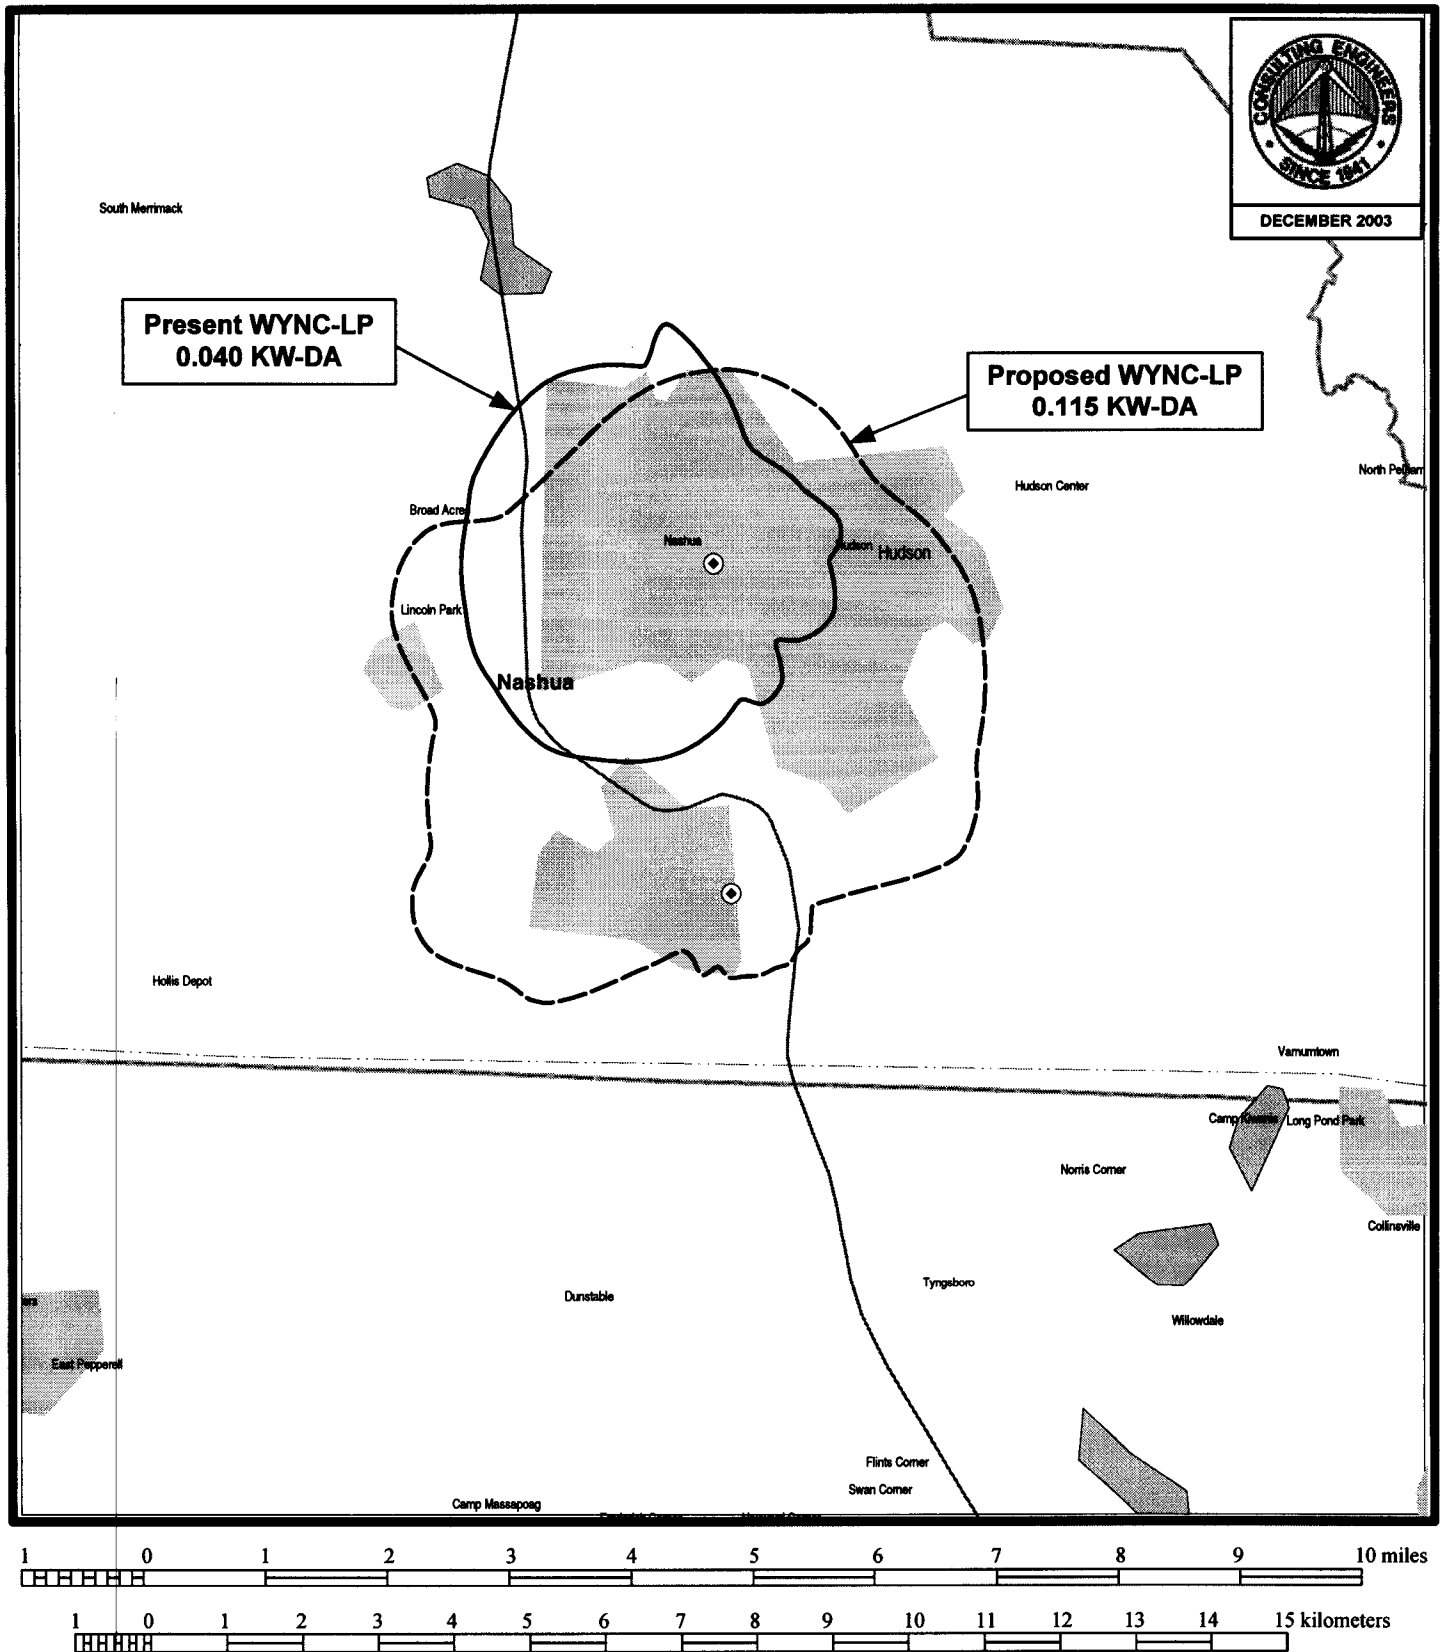 CONSULTING ENGINEERS
SINCE 1941
DECEMBER 2003
South Merrimack
Present WYNC-LP
0.040 KW-DA
Proposed WYNC-LP
0.115 KW-DA
North Pelham
Hudson Center
Broad Acre
Nashua
Hudson
Hudson
Lincoln Park
Nashua
Hollis Depot
Varnumtown
Camp
Long Pond Park
Norris Corner
Collinsville
Tyngsboro
Dunstable
Willowdale
ers
East Pepperell
Flints Corner
Swan Corner
Camp Massapoag
1 0 1 2 3 4 5 6 7 8 9 10 miles
1 0 1 2 3 4 5 6 7 8 9 10 11 12 13 14 15 kilometers